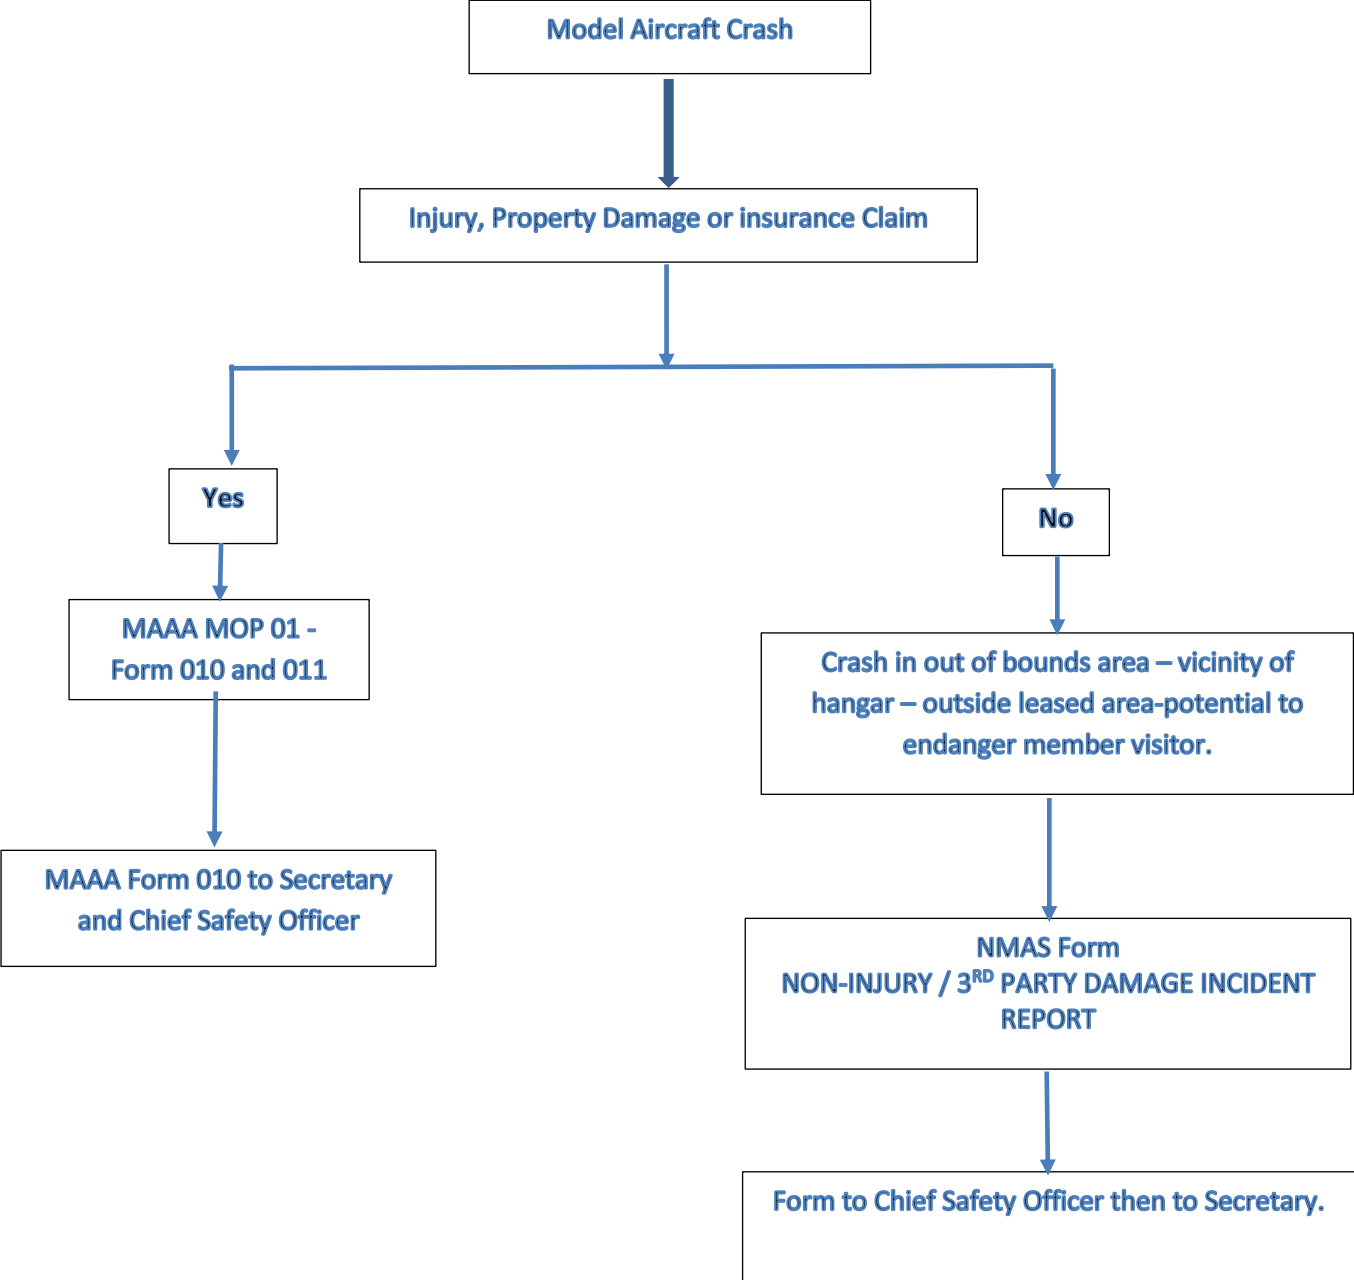 Model Aircraft Crash
Injury, Property Damage or insurance Claim
Yes
No
MAAA MOP 01 -
Form 010 and 011
Crash in out of bounds area – vicinity of
hangar – outside leased area-potential to
endanger member visitor.
MAAA Form 010 to Secretary
and Chief Safety Officer
NMAS Form
NON-INJURY / 3RD PARTY DAMAGE INCIDENT
REPORT
Form to Chief Safety Officer then to Secretary.